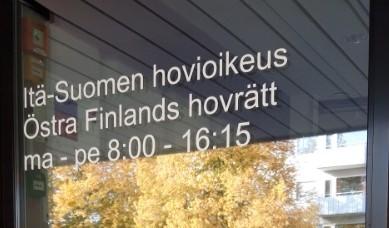 Itä-Suomen hovioikeus
Östra Finlands hovrätt
ma - pe 8:00 - 16:15